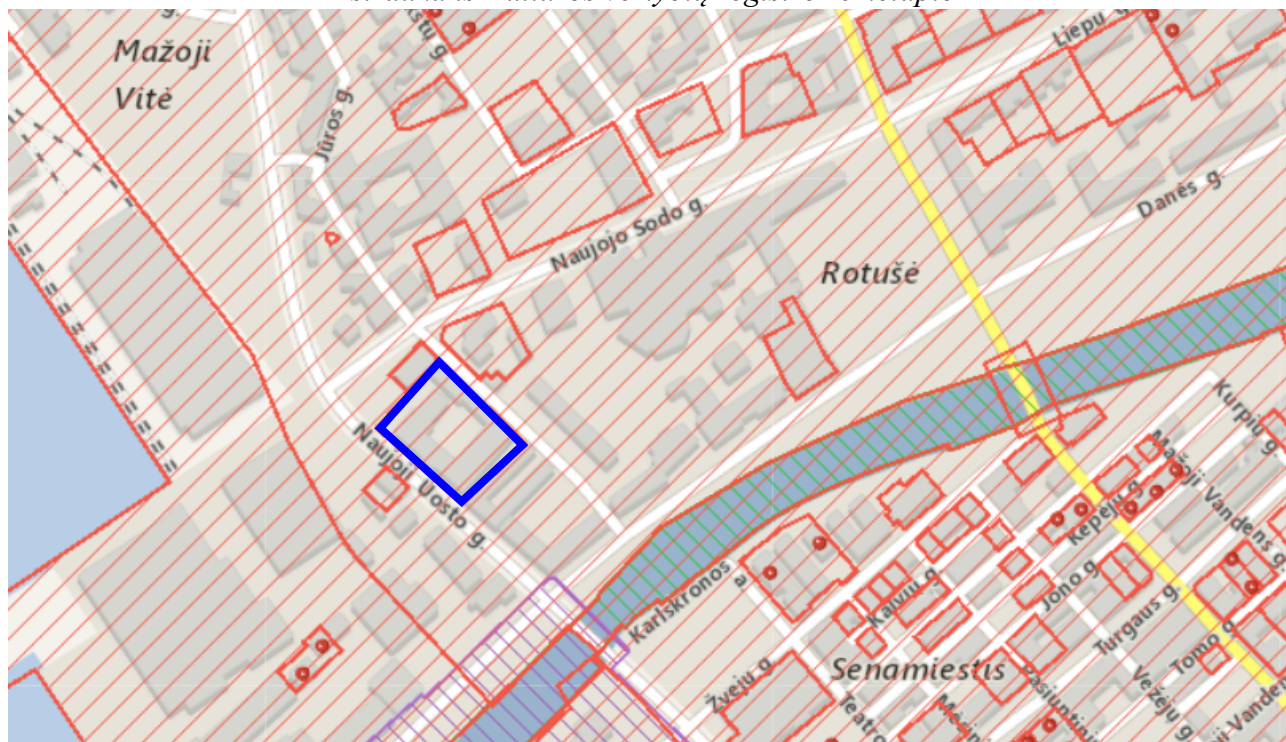 Mažoji
Vitė
Jūros g.
Liepų g.
Naujojo Sodo g.
Danės g.
Rotušė
Naujoji Uosto g.
Karlskronos a
Kurpių g.
Mažoji Vandens g.
Kepėjų g.
Kalvių g.
Jono g.
Turgaus g.
Tomo g.
Senamiestis
Žvejų g.
Teatro
Vežėjų g.
Pasiuntin